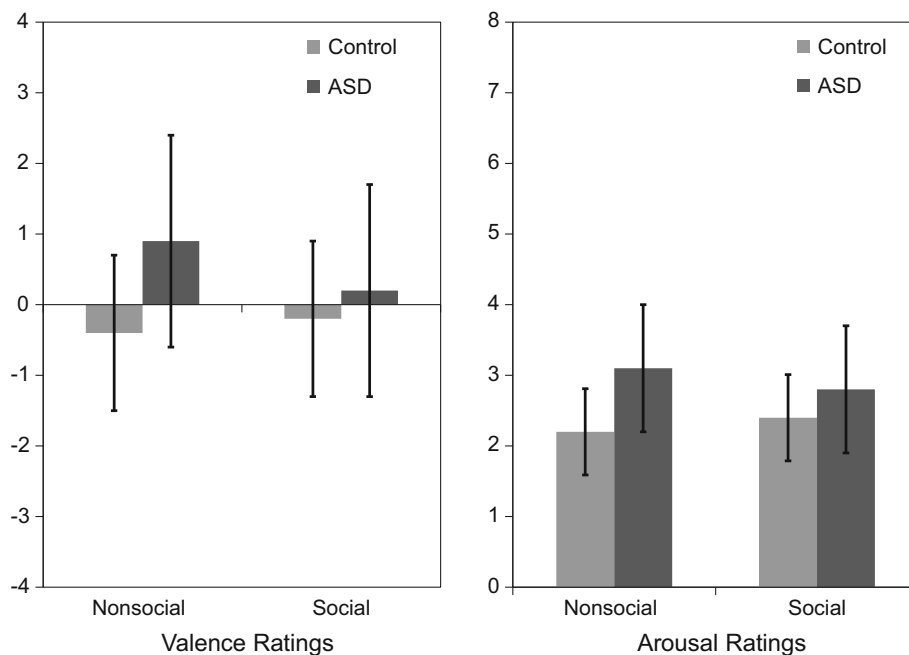 4
3
2
1
0
-1
-2
-3
-4
Control
ASD
Nonsocial
Social
Valence Ratings
8
7
6
5
4
3
2
1
0
Control
ASD
Nonsocial
Social
Arousal Ratings